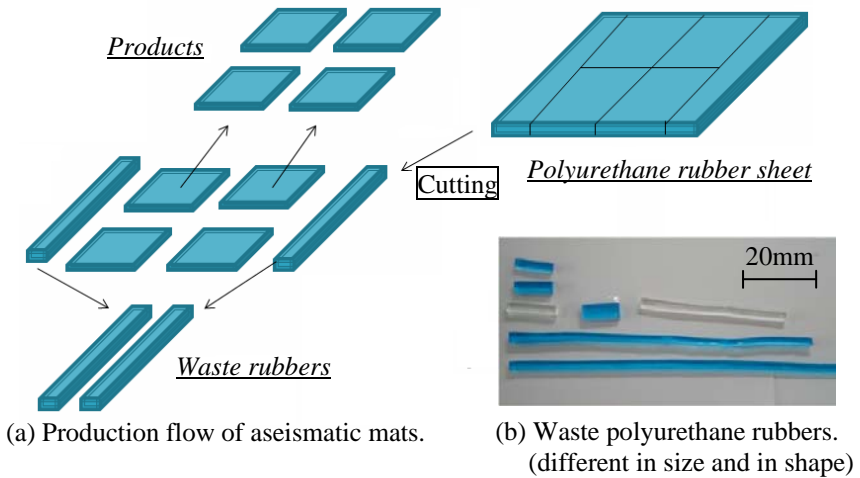 Products
Cutting
Polyurethane rubber sheet
20mm
Waste rubbers
(a) Production flow of aseismatic mats.
(b) Waste polyurethane rubbers.
(different in size and in shape)